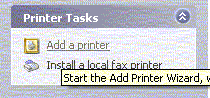 Printer Tasks
Add a printer
Install a local fax printer
Start the Add Printer Wizard, w